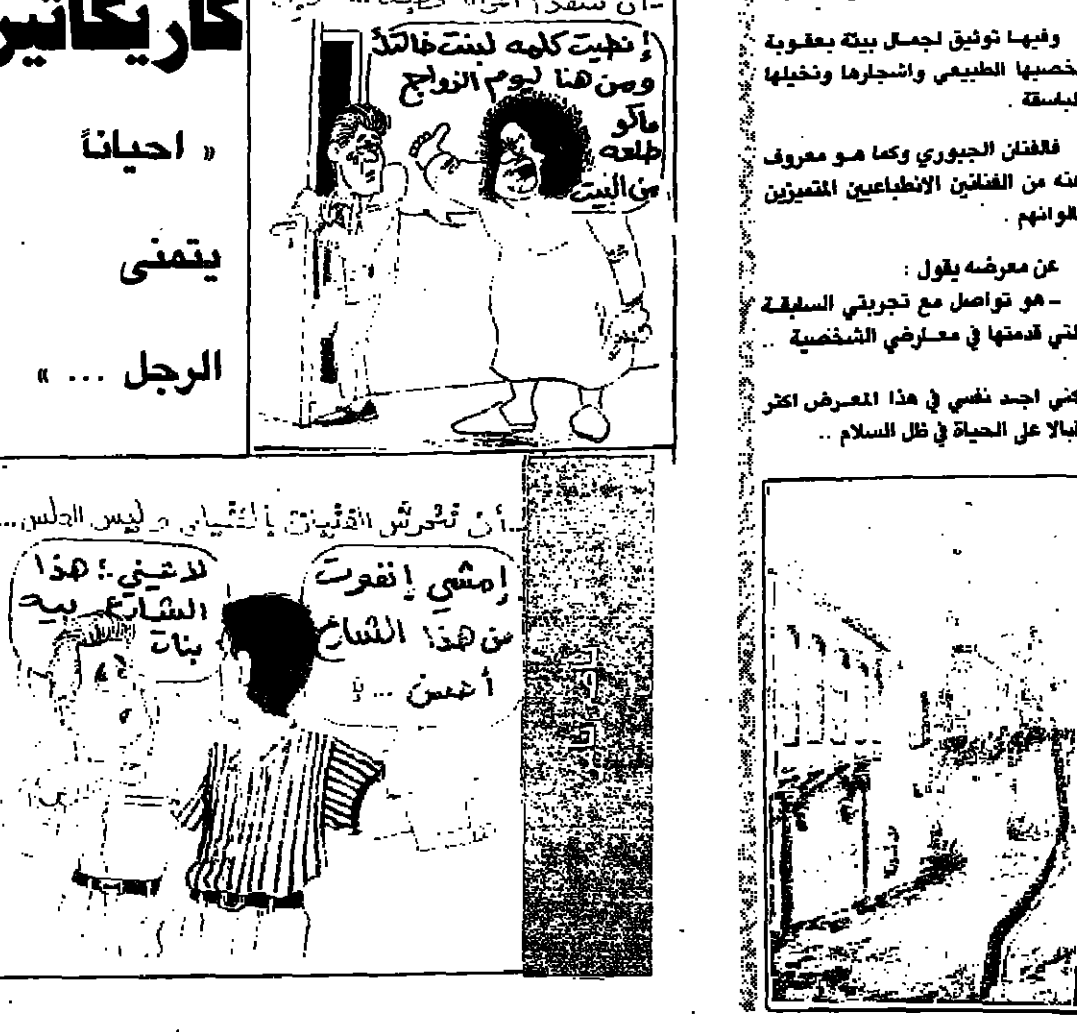 وفيها توثيق لجمال بيئة بعقوبة
بخصبها الطبيعي واشجارها ونخيلها
الباسقة .
فالفنان الجبوري وكما هو معروف
عنه من الفنانين الانطباعيين المتميزين
بالوانهم .
عن معرضه يقول :
ـ هو تواصل مع تجربتي السابقة
التي قدمتها في معارضي الشخصية ..
لكني اجد نفسي في هذا المعرض اكثر
اقبالا على الحياة في ظل السلام ..
كاريكاتير
« احياناً
يتمنى
الرجل ... »
إنطيت كلمه لبنت خالتك
ومن هنا ليوم الزواج
ماكو
طلعه
من البيت
ـ أن
إمشي إنفوت
من هذا الشارع
أحسن ...
هذا
الشارع بيه
بنات